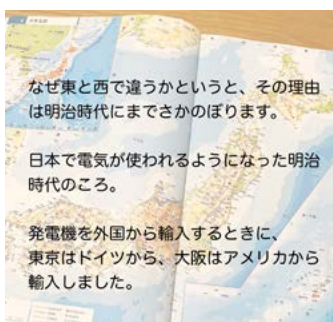 なぜ東と西で違うかというと、その理由
は明治時代にまでさかのぼります。
日本で電気が使われるようになった明治
時代のころ。
発電機を外国から輸入するときに、
東京はドイツから、大阪はアメリカから
輸入しました。